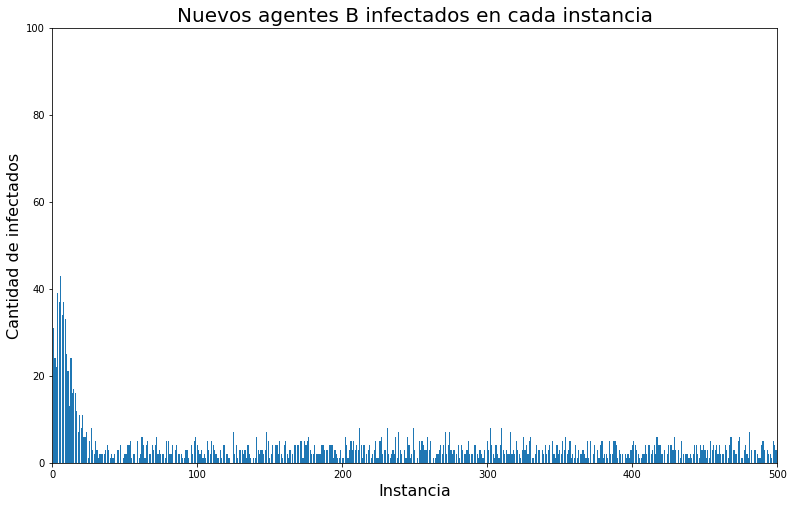 Nuevos agentes B infectados en cada instancia
100
80
60
40
20
0
Cantidad de infectados
0 100 200 300 400 500
Instancia